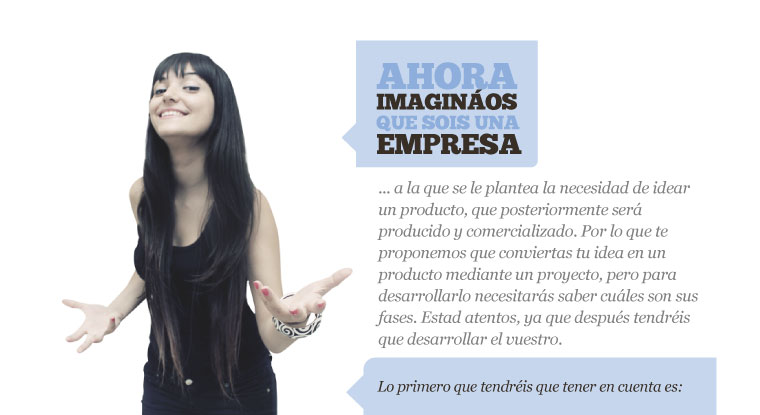 AHORA
IMAGINÁOS
QUE SOIS UNA
EMPRESA
... a la que se le plantea la necesidad de idear
un producto, que posteriormente será
producido y comercializado. Por lo que te
proponemos que conviertas tu idea en un
producto mediante un proyecto, pero para
desarrollarlo necesitarás saber cuáles son sus
fases. Estad atentos, ya que después tendréis
que desarrollar el vuestro.
Lo primero que tendréis que tener en cuenta es: